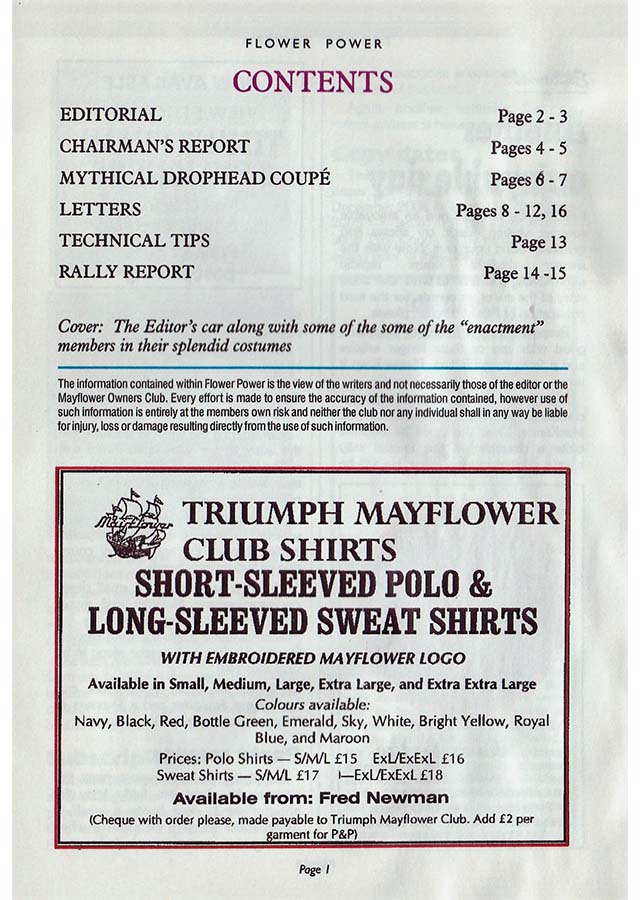 FLOWER POWER
CONTENTS
EDITORIAL Page 2 - 3
CHAIRMAN'S REPORT Pages 4 - 5
MYTHICAL DROPHEAD COUPÉ Pages 6 - 7
LETTERS Pages 8 - 12, 16
TECHNICAL TIPS Page 13
RALLY REPORT Page 14 -15
Cover: The Editor's car along with some of the some of the "enactment"
members in their splendid costumes
The information contained within Flower Power is the view of the writers and not necessarily those of the editor or the
Mayflower Owners Club. Every effort is made to ensure the accuracy of the information contained, however use of
such information is entirely at the members own risk and neither the club nor any individual shall in any way be liable
for injury, loss or damage resulting directly from the use of such information.
Mayflower
TRIUMPH MAYFLOWER
CLUB SHIRTS
SHORT-SLEEVED POLO &
LONG-SLEEVED SWEAT SHIRTS
WITH EMBROIDERED MAYFLOWER LOGO
Available in Small, Medium, Large, Extra Large, and Extra Extra Large
Colours available:
Navy, Black, Red, Bottle Green, Emerald, Sky, White, Bright Yellow, Royal
Blue, and Maroon
Prices: Polo Shirts — S/M/L £15 ExL/ExExL £16
Sweat Shirts — S/M/L £17 —ExL/ExExL £18
Available from: Fred Newman
(Cheque with order please, made payable to Triumph Mayflower Club. Add £2 per
garment for P&P)
Page 1